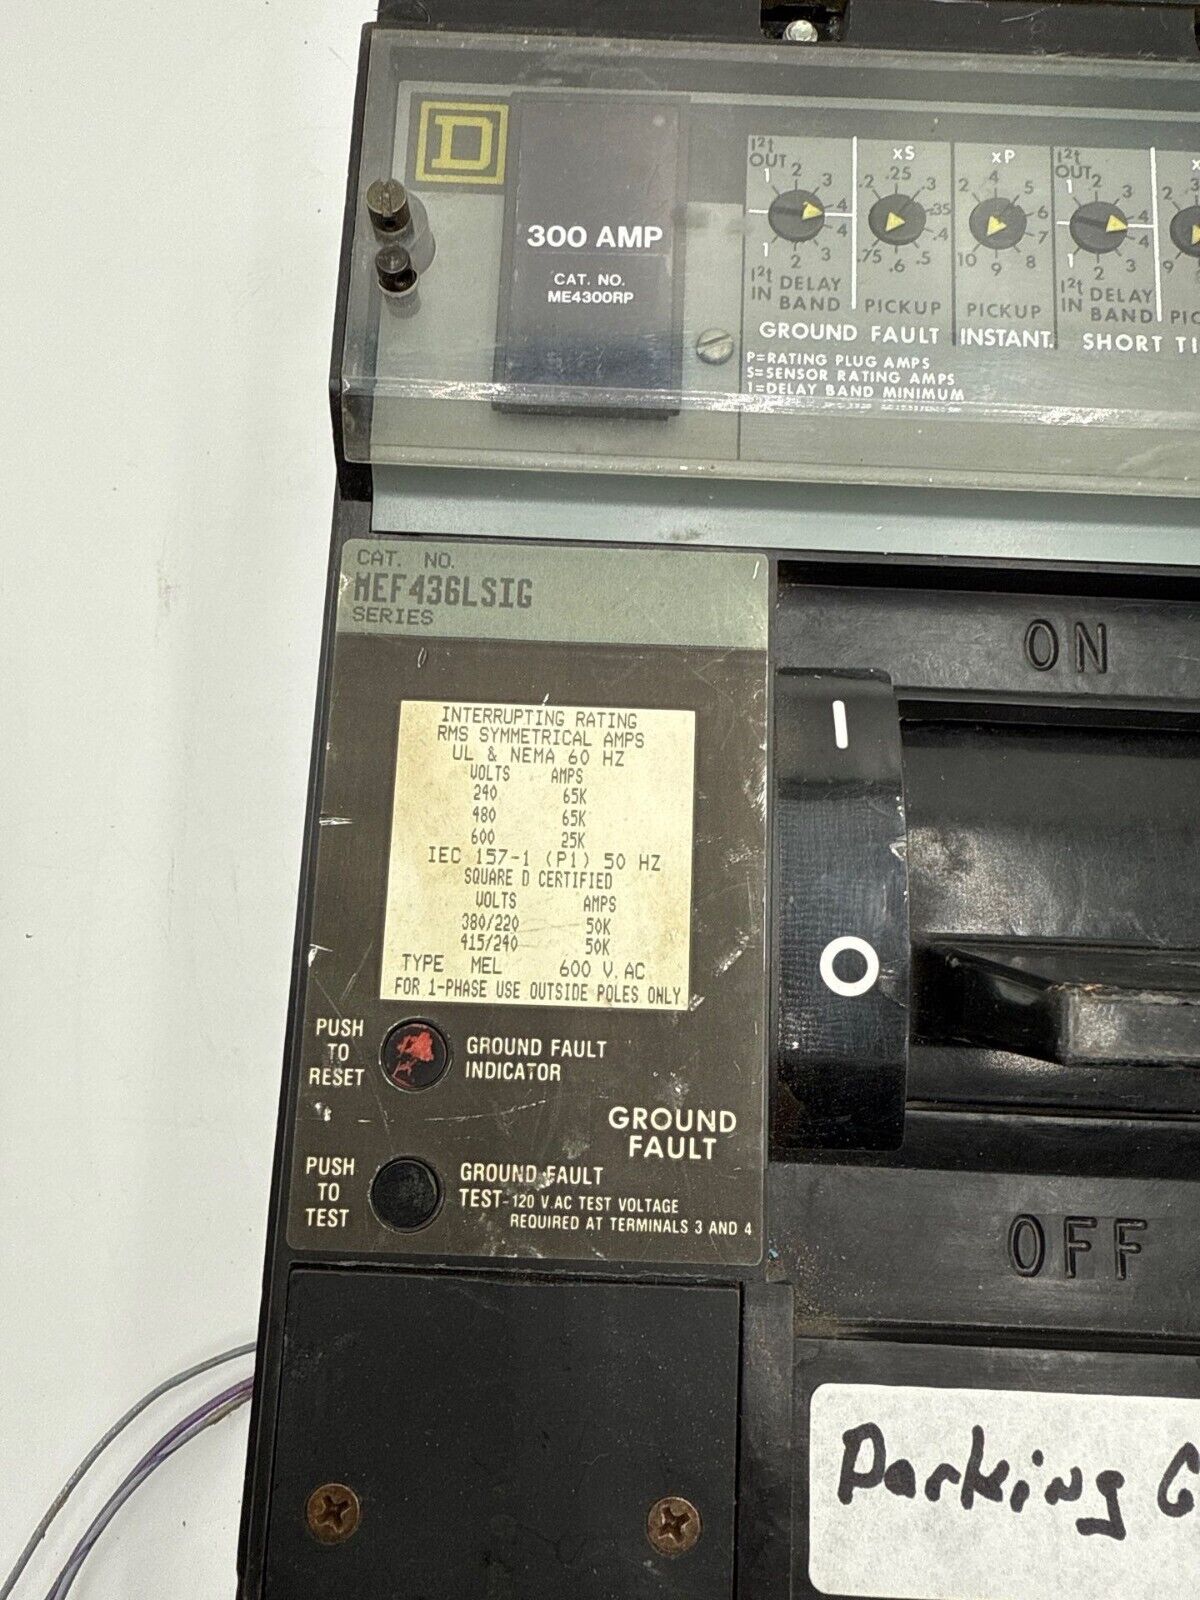 D
300 AMP
CAT. NO.
ME4300RP
I²t
OUT
1 2 3 4
4 3 2 1
I²t
IN
DELAY
BAND
xS
.2 .25 .3 .35 .4 .5 .6 .75
PICKUP
GROUND FAULT
xP
2 4 5 6 7 8 9 10
PICKUP
INSTANT.
I²t
OUT
1 2 3 4
4 3 2 1
I²t
IN
DELAY
BAND
2 3
9
PIC
SHORT TI
P=RATING PLUG AMPS
S=SENSOR RATING AMPS
1=DELAY BAND MINIMUM
CAT. NO.
MEF436LSIG
SERIES
INTERRUPTING RATING
RMS SYMMETRICAL AMPS
UL & NEMA 60 HZ
VOLTS AMPS
240 65K
480 65K
600 25K
IEC 157-1 (P1) 50 HZ
SQUARE D CERTIFIED
VOLTS AMPS
380/220 50K
415/240 50K
TYPE MEL 600 V.AC
FOR 1-PHASE USE OUTSIDE POLES ONLY
PUSH
TO
RESET
GROUND FAULT
INDICATOR
GROUND
FAULT
PUSH
TO
TEST
GROUND FAULT
TEST-120 V.AC TEST VOLTAGE
REQUIRED AT TERMINALS 3 AND 4
ON
I
O
OFF
Parking G